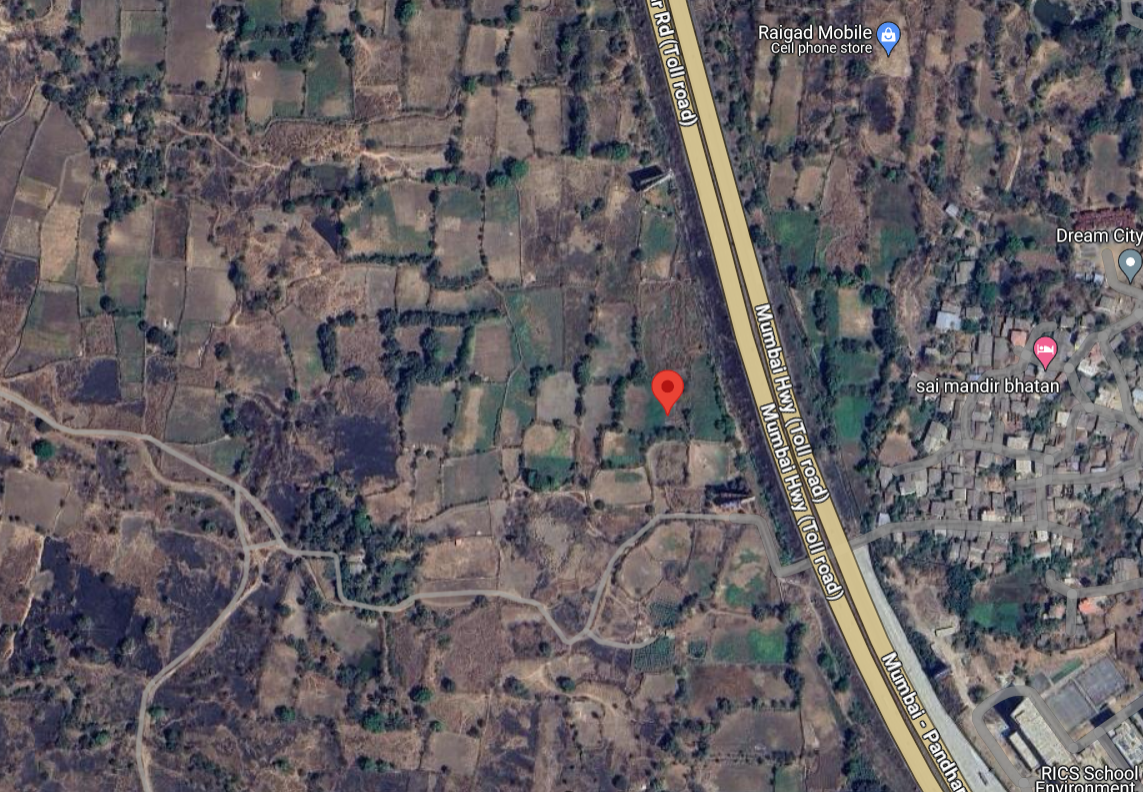 r Rd (Toll road)
Raigad Mobile
Cell phone store
Dream City
Mumbai Hwy (Toll road)
sai mandir bhatan
Mumbai Hwy (Toll road)
Mumbai - Pandha
RICS School
Environment